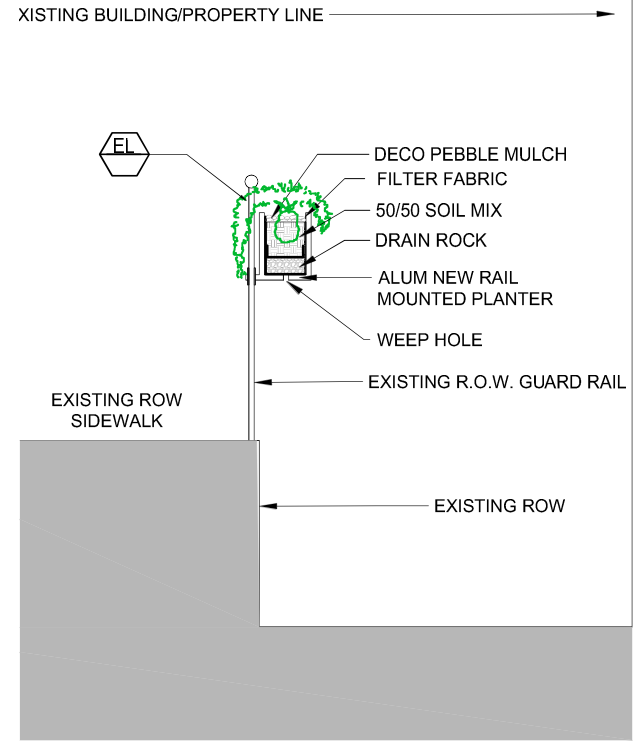 XISTING BUILDING/PROPERTY LINE
EL
DECO PEBBLE MULCH
FILTER FABRIC
50/50 SOIL MIX
DRAIN ROCK
ALUM NEW RAIL
MOUNTED PLANTER
WEEP HOLE
EXISTING R.O.W. GUARD RAIL
EXISTING ROW
SIDEWALK
EXISTING ROW